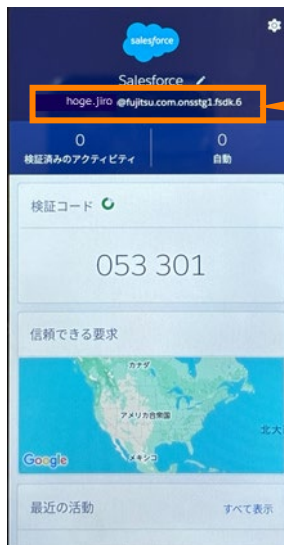 salesforce
Salesforce
hoge.jiro @fujitsu.com.onsstg1.fsdk.6
0 0
検証済みのアクティビティ 自動
検証コード
053 301
信頼できる要求
カナダ
アメリカ合衆国
北大
メキシコ
Google
最近の活動 すべて表示